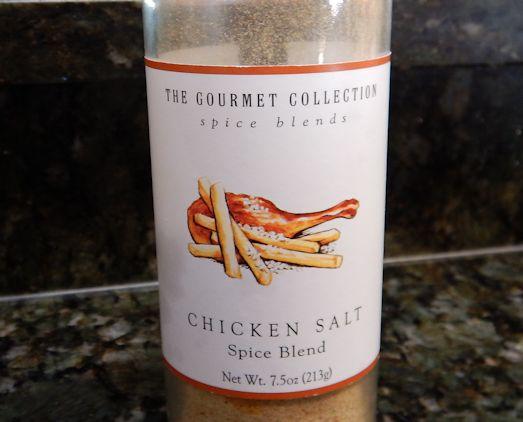 THE GOURMET COLLECTION
spice blends
CHICKEN SALT
Spice Blend
Net Wt. 7.5oz (213g)